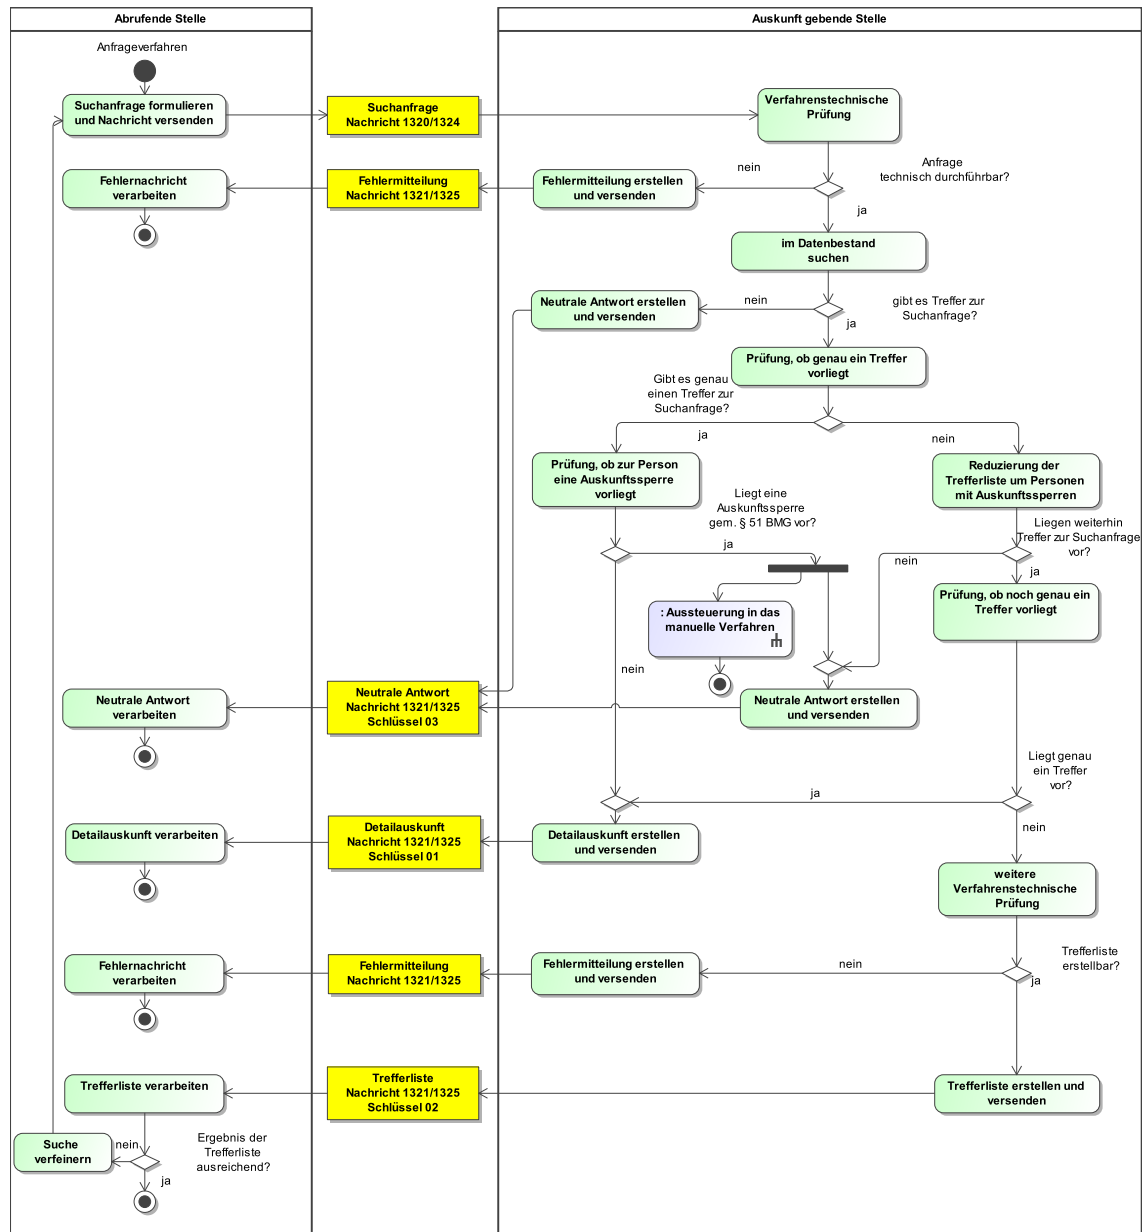 Abrufende Stelle
Auskunft gebende Stelle
Anfrageverfahren
Suchanfrage formulieren
und Nachricht versenden
Suchanfrage
Nachricht 1320/1324
Verfahrenstechnische
Prüfung
Anfrage
technisch durchführbar?
nein
ja
Fehlernachricht
verarbeiten
Fehlermitteilung
Nachricht 1321/1325
Fehlermitteilung erstellen
und versenden
im Datenbestand
suchen
Neutrale Antwort erstellen
und versenden
nein
gibt es Treffer zur
Suchanfrage?
ja
Prüfung, ob genau ein Treffer
vorliegt
Gibt es genau
einen Treffer zur
Suchanfrage?
ja
nein
Prüfung, ob zur Person
eine Auskunftssperre
vorliegt
Reduzierung der
Trefferliste um Personen
mit Auskunftssperren
Liegt eine
Auskunftssperre
gem. § 51 BMG vor?
ja
Liegen weiterhin
Treffer zur Suchanfrage
vor?
nein
ja
: Aussteuerung in das
manuelle Verfahren
Prüfung, ob noch genau ein
Treffer vorliegt
nein
Neutrale Antwort
verarbeiten
Neutrale Antwort
Nachricht 1321/1325
Schlüssel 03
Neutrale Antwort erstellen
und versenden
Liegt genau
ein Treffer
vor?
ja
nein
Detailauskunft verarbeiten
Detailauskunft
Nachricht 1321/1325
Schlüssel 01
Detailauskunft erstellen
und versenden
weitere
Verfahrenstechnische
Prüfung
Trefferliste
erstellbar?
nein
ja
Fehlernachricht
verarbeiten
Fehlermitteilung
Nachricht 1321/1325
Fehlermitteilung erstellen
und versenden
Trefferliste verarbeiten
Trefferliste
Nachricht 1321/1325
Schlüssel 02
Trefferliste erstellen und
versenden
Suche
verfeinern
nein
Ergebnis der
Trefferliste
ausreichend?
ja